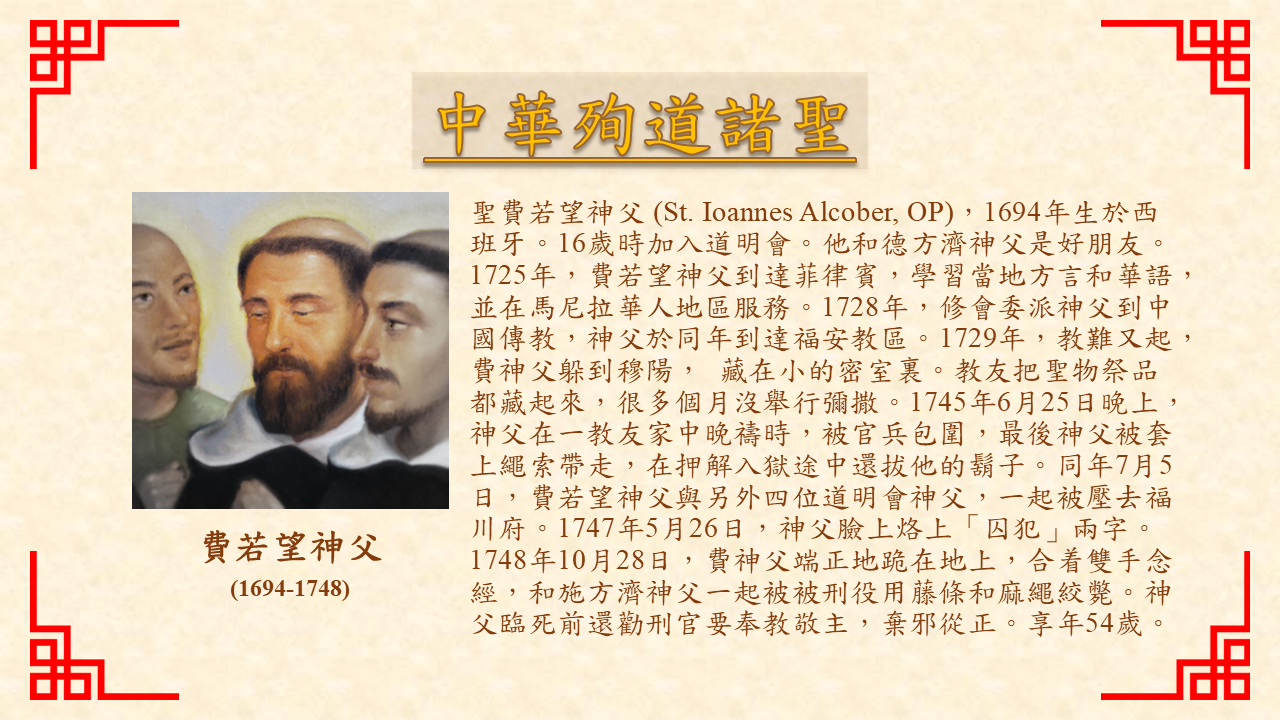 中華殉道諸聖
聖費若望神父 (St. Ioannes Alcober, OP)，1694年生於西
班牙。16歲時加入道明會。他和德方濟神父是好朋友。
1725年，費若望神父到達菲律賓，學習當地方言和華語，
並在馬尼拉華人地區服務。1728年，修會委派神父到中
國傳教，神父於同年到達福安教區。1729年，教難又起，
費神父躲到穆陽， 藏在小的密室裏。教友把聖物祭品
都藏起來，很多個月沒舉行彌撒。1745年6月25日晚上，
神父在一教友家中晚禱時，被官兵包圍，最後神父被套
上繩索帶走，在押解入獄途中還拔他的鬍子。同年7月5
日，費若望神父與另外四位道明會神父，一起被壓去福
川府。1747年5月26日，神父臉上烙上「囚犯」兩字。
1748年10月28日，費神父端正地跪在地上，合着雙手念
經，和施方濟神父一起被被刑役用藤條和麻繩絞斃。神
父臨死前還勸刑官要奉教敬主，棄邪從正。享年54歲。
費若望神父
(1694-1748)